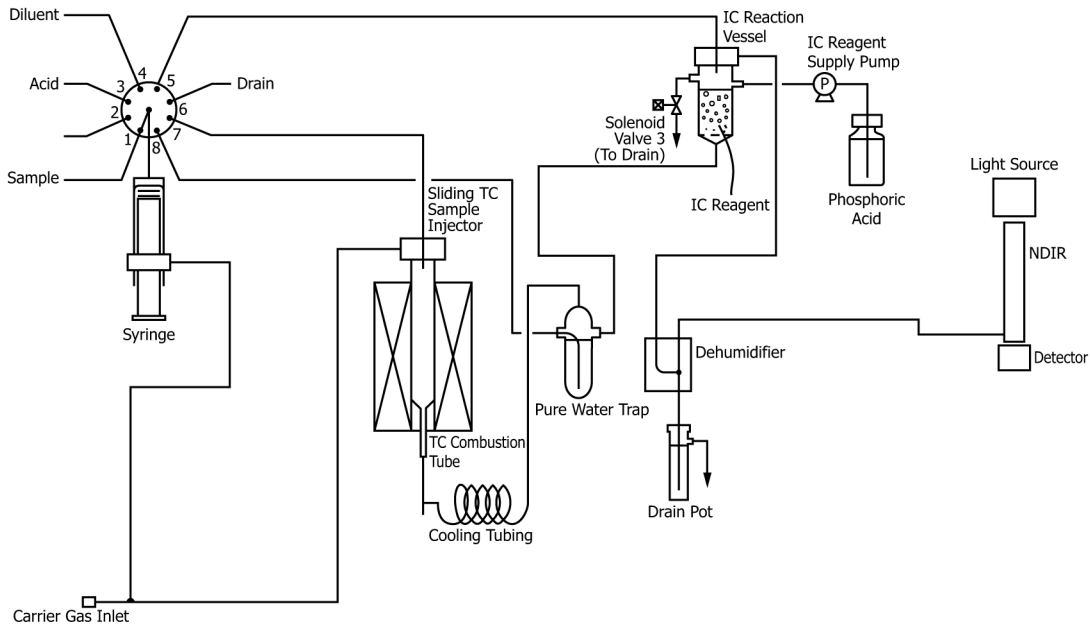 Diluent
IC Reaction
Vessel
IC Reagent
Supply Pump
P
Acid
Drain
4
5
3
6
2
7
1
8
Sample
Solenoid
Valve 3
(To Drain)
IC Reagent
Phosphoric
Acid
Light Source
NDIR
Sliding TC
Sample
Injector
Syringe
Dehumidifier
Detector
Pure Water Trap
TC Combustion
Tube
Drain Pot
Cooling Tubing
Carrier Gas Inlet